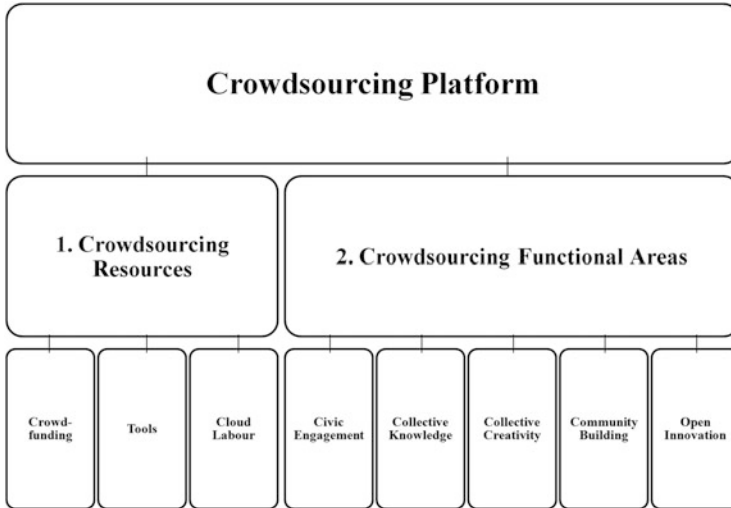 Crowdsourcing Platform
1. Crowdsourcing
Resources
2. Crowdsourcing Functional Areas
Crowd-
funding
Tools
Cloud
Labour
Civic
Engagement
Collective
Knowledge
Collective
Creativity
Community
Building
Open
Innovation